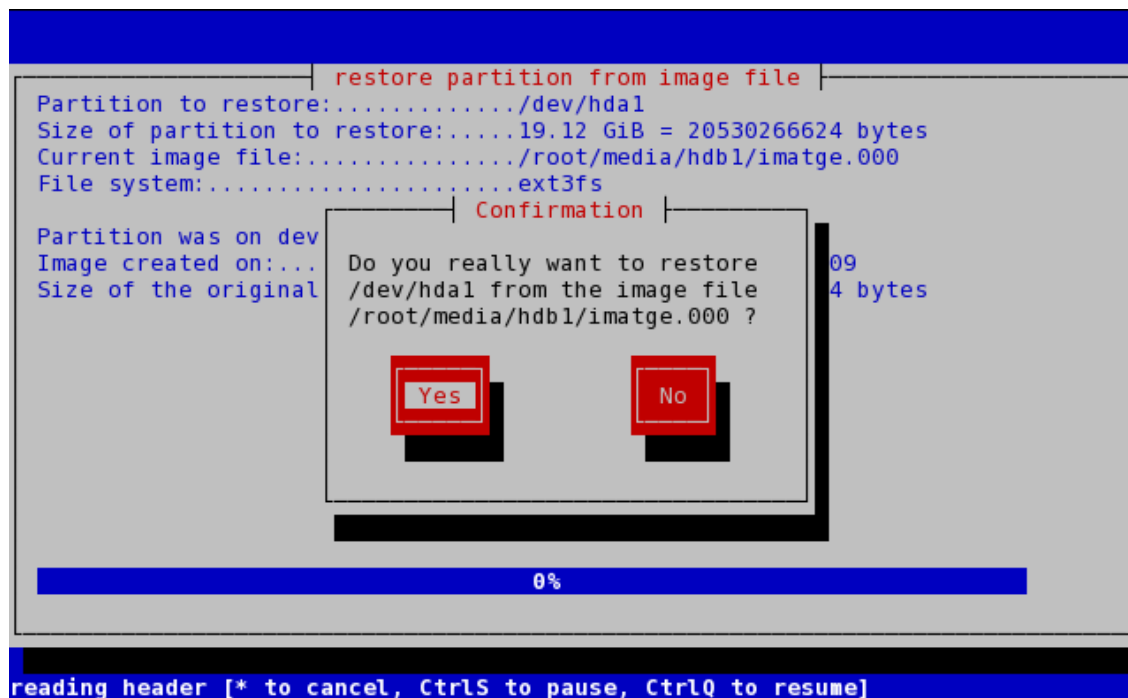 restore partition from image file
Partition to restore:.............../dev/hda1
Size of partition to restore:.....19.12 GiB = 20530266624 bytes
Current image file:.............../root/media/hdb1/imatge.000
File system:......................ext3fs
Confirmation
Partition was on dev
Image created on:... 09
Size of the original 4 bytes
Do you really want to restore
/dev/hda1 from the image file
/root/media/hdb1/imatge.000 ?
Yes No
0%
reading header [* to cancel, CtrlS to pause, CtrlQ to resume]